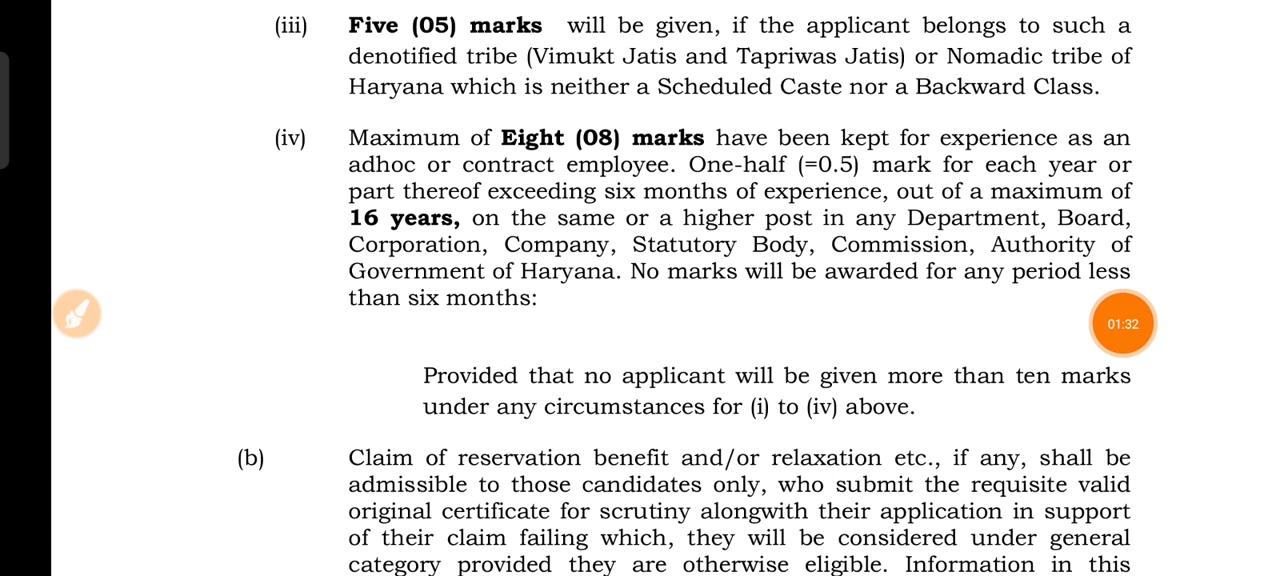 (iii) Five (05) marks will be given, if the applicant belongs to such a
denotified tribe (Vimukt Jatis and Tapriwas Jatis) or Nomadic tribe of
Haryana which is neither a Scheduled Caste nor a Backward Class.
(iv) Maximum of Eight (08) marks have been kept for experience as an
adhoc or contract employee. One-half (=0.5) mark for each year or
part thereof exceeding six months of experience, out of a maximum of
16 years, on the same or a higher post in any Department, Board,
Corporation, Company, Statutory Body, Commission, Authority of
Government of Haryana. No marks will be awarded for any period less
than six months:
01:32
Provided that no applicant will be given more than ten marks
under any circumstances for (i) to (iv) above.
(b) Claim of reservation benefit and/or relaxation etc., if any, shall be
admissible to those candidates only, who submit the requisite valid
original certificate for scrutiny alongwith their application in support
of their claim failing which, they will be considered under general
category provided they are otherwise eligible. Information in this